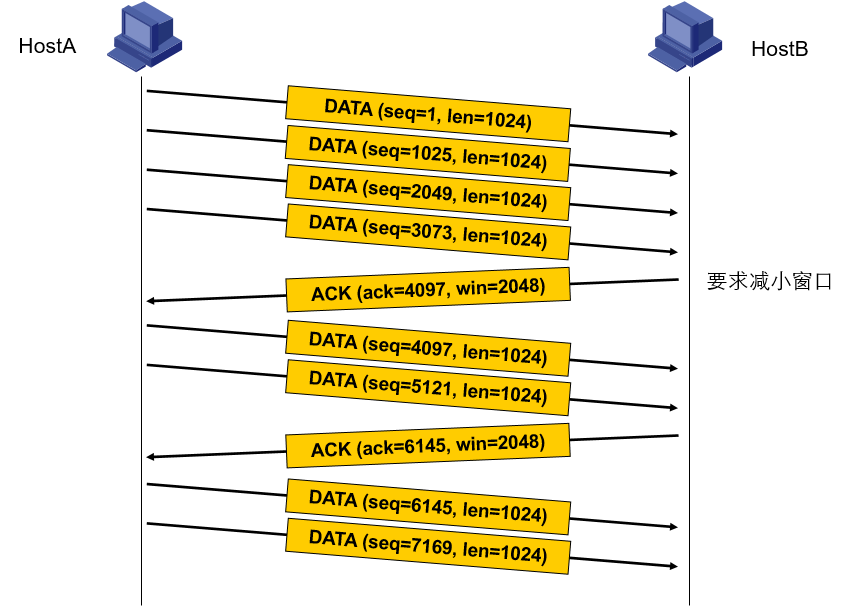 HostA
HostB
DATA (seq=1, len=1024)
DATA (seq=1025, len=1024)
DATA (seq=2049, len=1024)
DATA (seq=3073, len=1024)
要求减小窗口
ACK (ack=4097, win=2048)
DATA (seq=4097, len=1024)
DATA (seq=5121, len=1024)
ACK (ack=6145, win=2048)
DATA (seq=6145, len=1024)
DATA (seq=7169, len=1024)